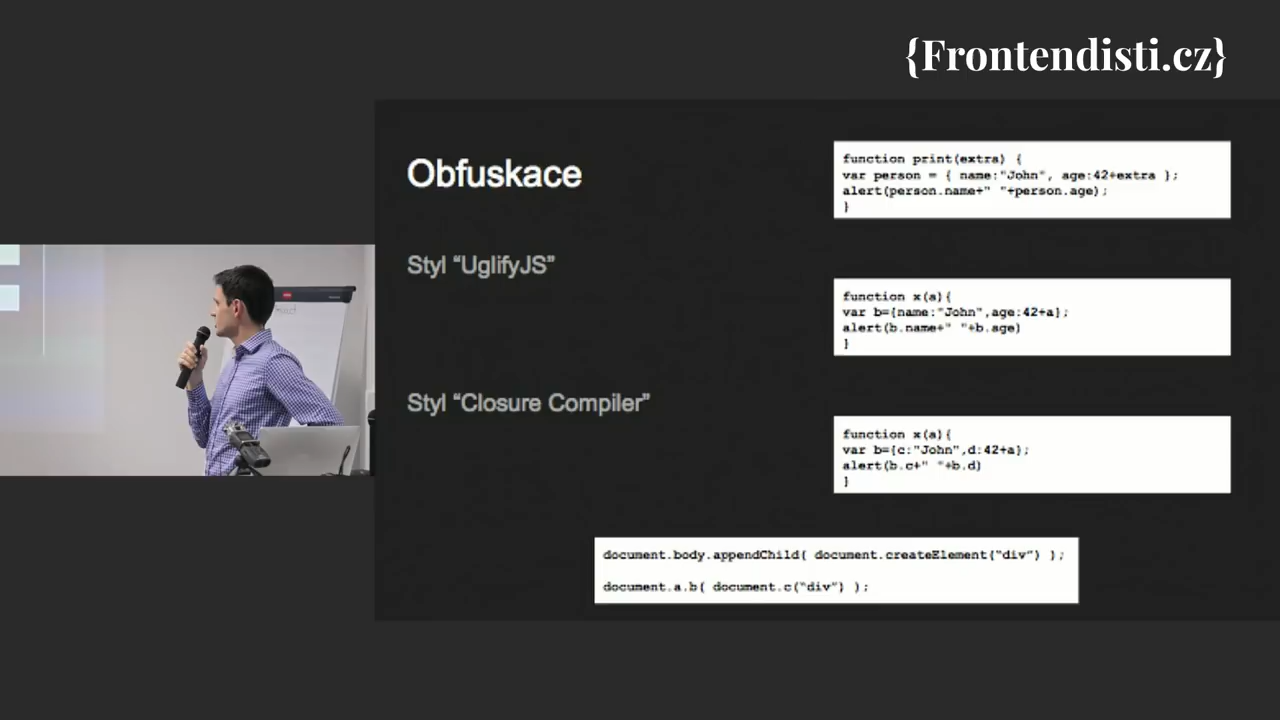 {Frontendisti.cz}
Obfuskace
function print(extra) {
var person = { name:"John", age:42+extra };
alert(person.name+" "+person.age);
}
Styl “UglifyJS”
function x(a){
var b={name:"John",age:42+a};
alert(b.name+" "+b.age)
}
Styl “Closure Compiler”
function x(a){
var b={c:"John",d:42+a};
alert(b.c+" "+b.d)
}
document.body.appendChild( document.createElement(“div”) );
document.a.b( document.c(“div”) );